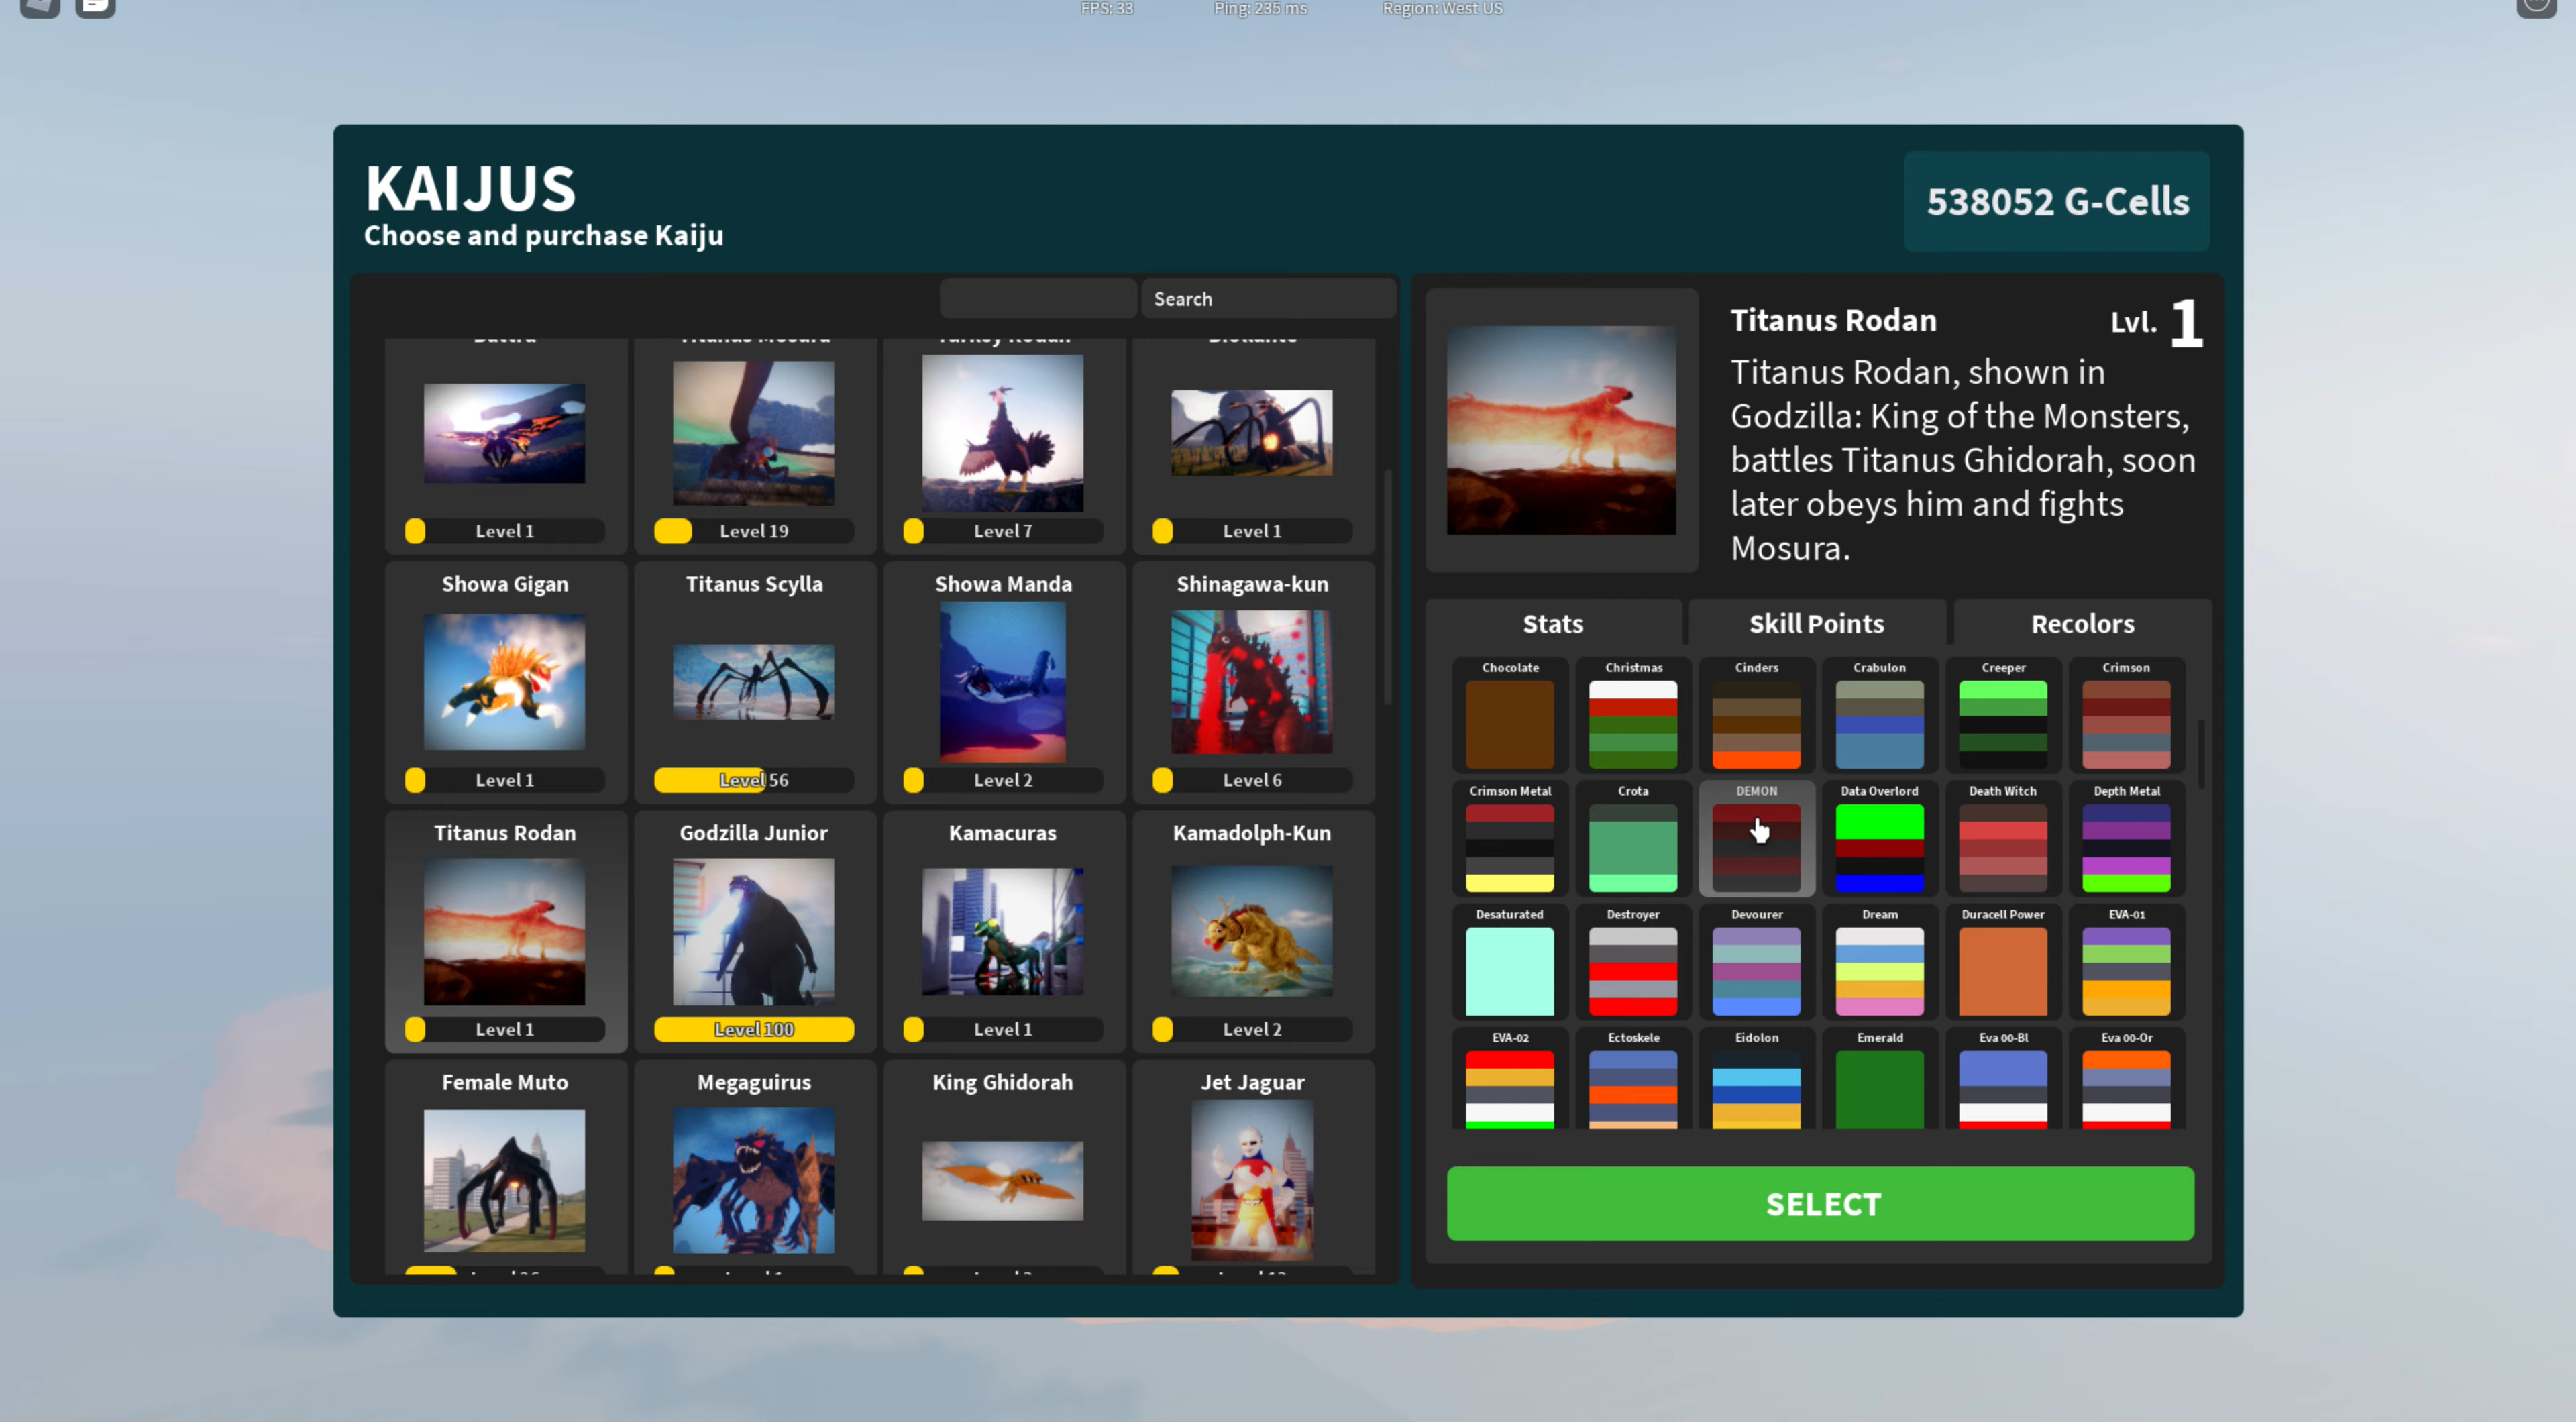 FPS: 33
Ping: 235 ms
Region: West US
KAIJUS
Choose and purchase Kaiju
538052 G-Cells
Search
Battra
Titanus Mosura
Turkey Rodan
Biollante
Level 1
Level 19
Level 7
Level 1
Showa Gigan
Titanus Scylla
Showa Manda
Shinagawa-kun
Level 1
Level 56
Level 2
Level 6
Titanus Rodan
Godzilla Junior
Kamacuras
Kamadolph-Kun
Level 1
Level 100
Level 1
Level 2
Female Muto
Megaguirus
King Ghidorah
Jet Jaguar
Titanus Rodan
Lvl. 1
Titanus Rodan, shown in
Godzilla: King of the Monsters,
battles Titanus Ghidorah, soon
later obeys him and fights
Mosura.
Stats
Skill Points
Recolors
Chocolate
Christmas
Cinders
Crabulon
Creeper
Crimson
Crimson Metal
Crota
DEMON
Data Overlord
Death Witch
Depth Metal
Desaturated
Destroyer
Devourer
Dream
Duracell Power
EVA-01
EVA-02
Ectoskele
Eidolon
Emerald
Eva 00-Bl
Eva 00-Or
SELECT